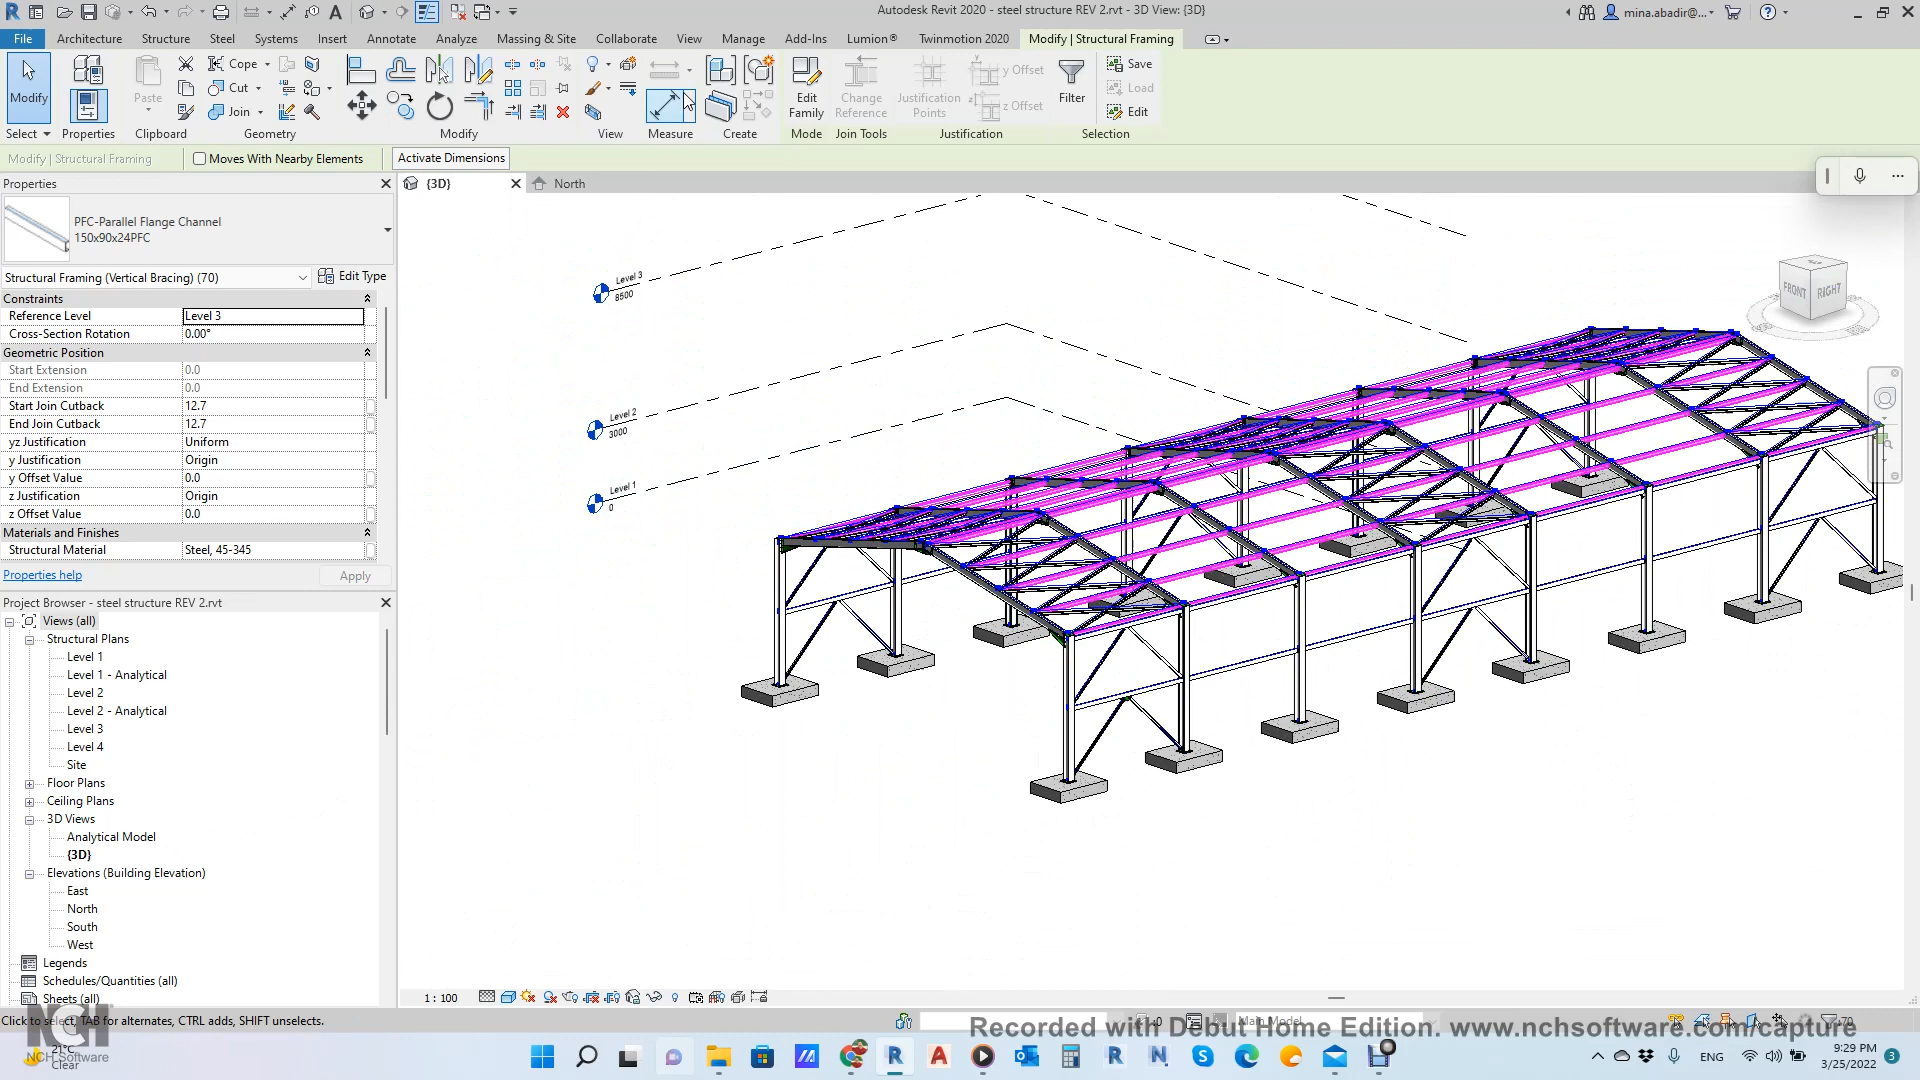 Autodesk Revit 2020 - steel structure REV 2.rvt - 3D View: {3D}
mina.abadir@...
File Architecture Structure Steel Systems Insert Annotate Analyze Massing & Site Collaborate View Manage Add-Ins Lumion® Twinmotion 2020 Modify | Structural Framing
Cope
Cut
Join
Modify
Paste
y Offset
z Offset
Edit Family
Change Reference
Justification Points
Filter
Save
Load
Edit
Select
Properties
Clipboard
Geometry
Modify
View
Measure
Create
Mode
Join Tools
Justification
Selection
Modify | Structural Framing
Moves With Nearby Elements
Activate Dimensions
Properties
{3D}
North
PFC-Parallel Flange Channel
150x90x24PFC
Structural Framing (Vertical Bracing) (70)
Edit Type
Constraints
Reference Level Level 3
Cross-Section Rotation 0.00°
Geometric Position
Start Extension 0.0
End Extension 0.0
Start Join Cutback 12.7
End Join Cutback 12.7
yz Justification Uniform
y Justification Origin
y Offset Value 0.0
z Justification Origin
z Offset Value 0.0
Materials and Finishes
Structural Material Steel, 45-345
Properties help
Apply
Level 3
8500
Level 2
3000
Level 1
0
FRONT
RIGHT
Project Browser - steel structure REV 2.rvt
Views (all)
Structural Plans
Level 1
Level 1 - Analytical
Level 2
Level 2 - Analytical
Level 3
Level 4
Site
Floor Plans
Ceiling Plans
3D Views
Analytical Model
{3D}
Elevations (Building Elevation)
East
North
South
West
Legends
Schedules/Quantities (all)
Sheets (all)
1 : 100
Click to select, TAB for alternates, CTRL adds, SHIFT unselects.
:0
Main Model
:70
Recorded with Debut Home Edition. www.nchsoftware.com/capture
NCH
NCH Software
21°C
Clear
ENG
9:29 PM
3/25/2022
3